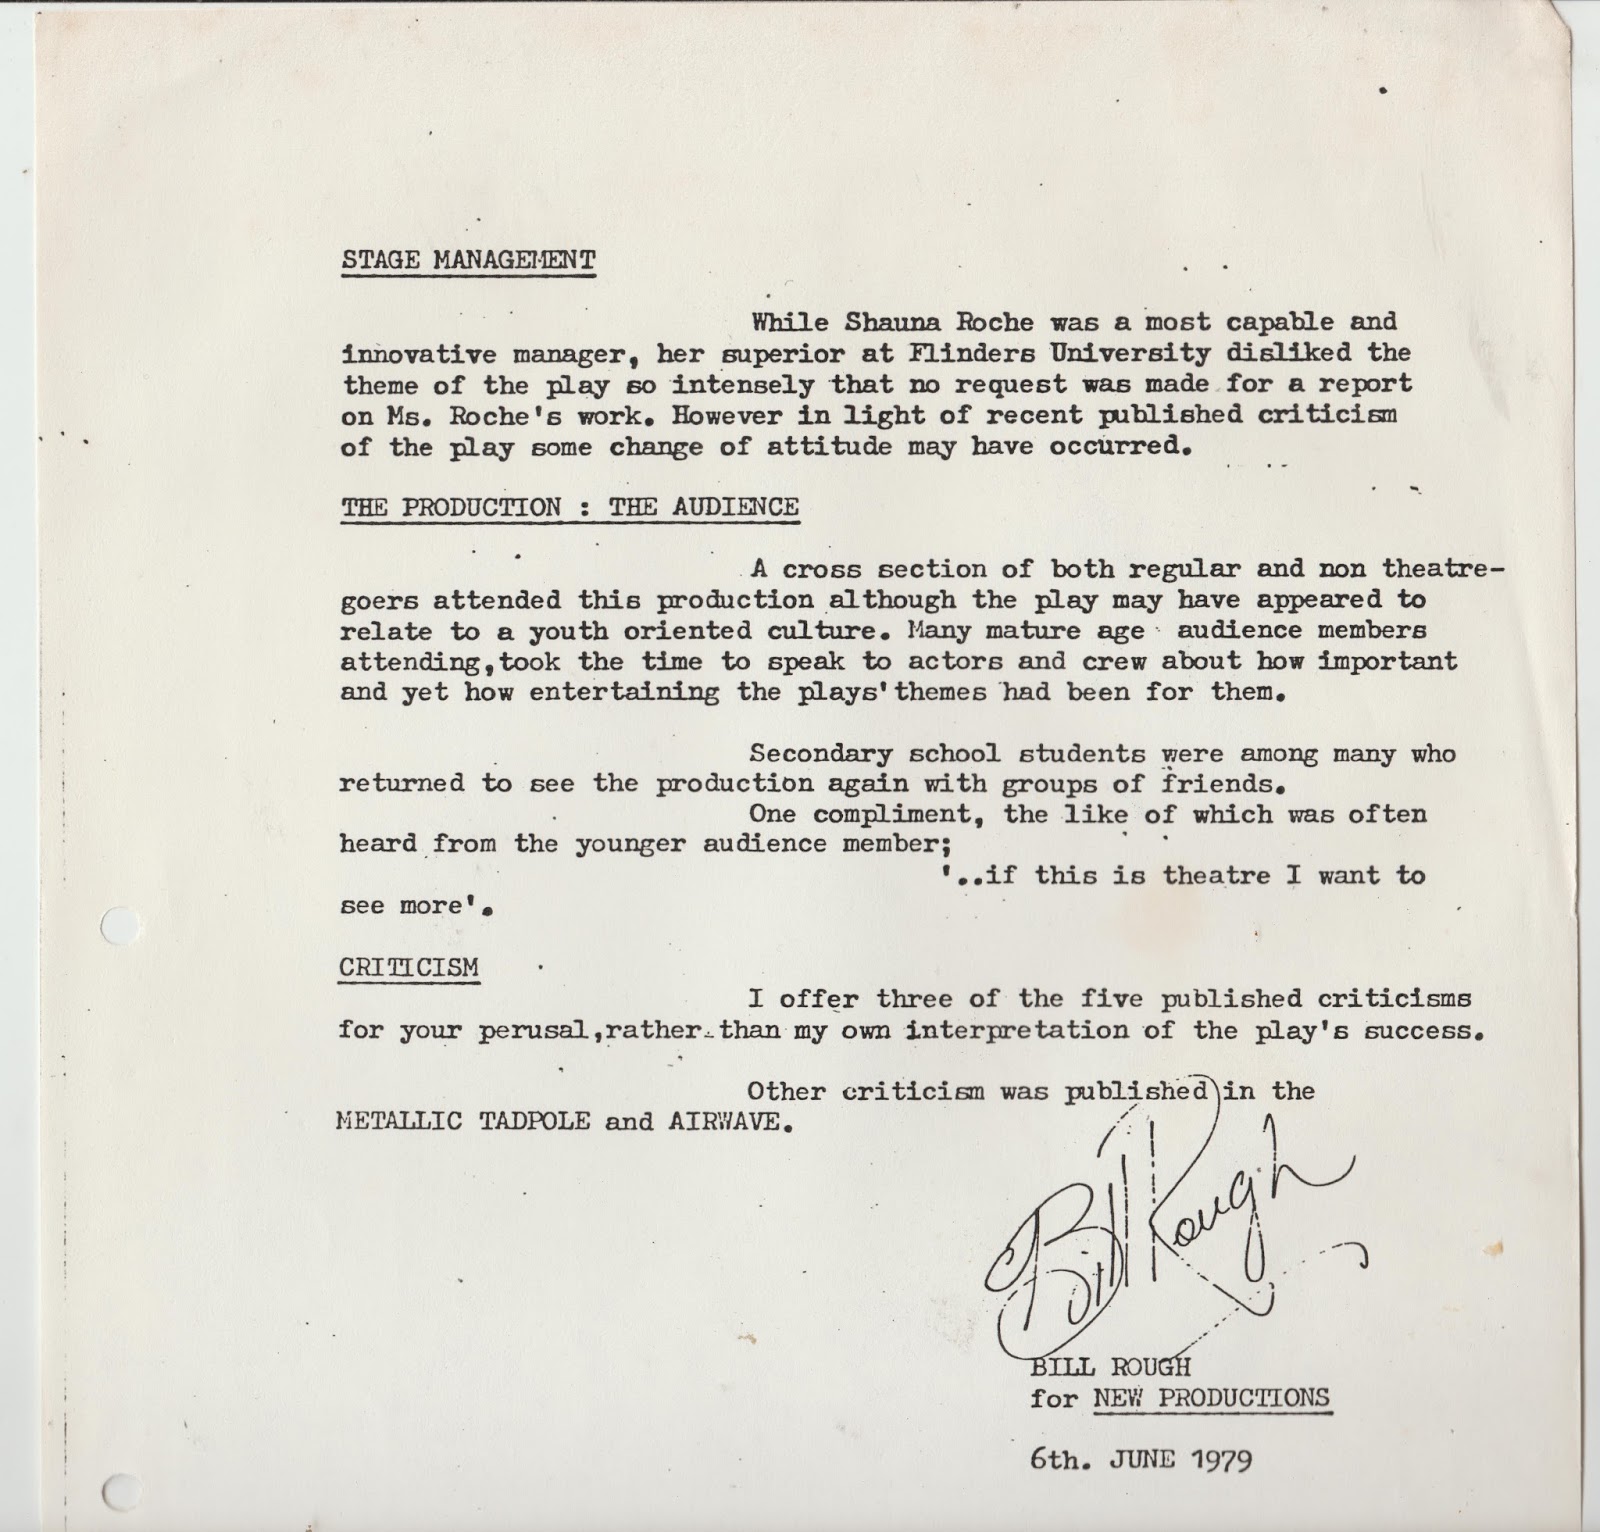 STAGE MANAGEMENT
While Shauna Roche was a most capable and
innovative manager, her superior at Flinders University disliked the
theme of the play so intensely that no request was made for a report
on Ms. Roche's work. However in light of recent published criticism
of the play some change of attitude may have occurred.
THE PRODUCTION : THE AUDIENCE
A cross section of both regular and non theatre-
goers attended this production although the play may have appeared to
relate to a youth oriented culture. Many mature age audience members
attending,took the time to speak to actors and crew about how important
and yet how entertaining the plays' themes had been for them.
Secondary school students were among many who
returned to see the production again with groups of friends.
One compliment, the like of which was often
heard from the younger audience member;
'..if this is theatre I want to
see more'.
CRITICISM
I offer three of the five published criticisms
for your perusal,rather than my own interpretation of the play's success.
Other criticism was published in the
METALLIC TADPOLE and AIRWAVE.
Bill Rough
BILL ROUGH
for NEW PRODUCTIONS
6th. JUNE 1979